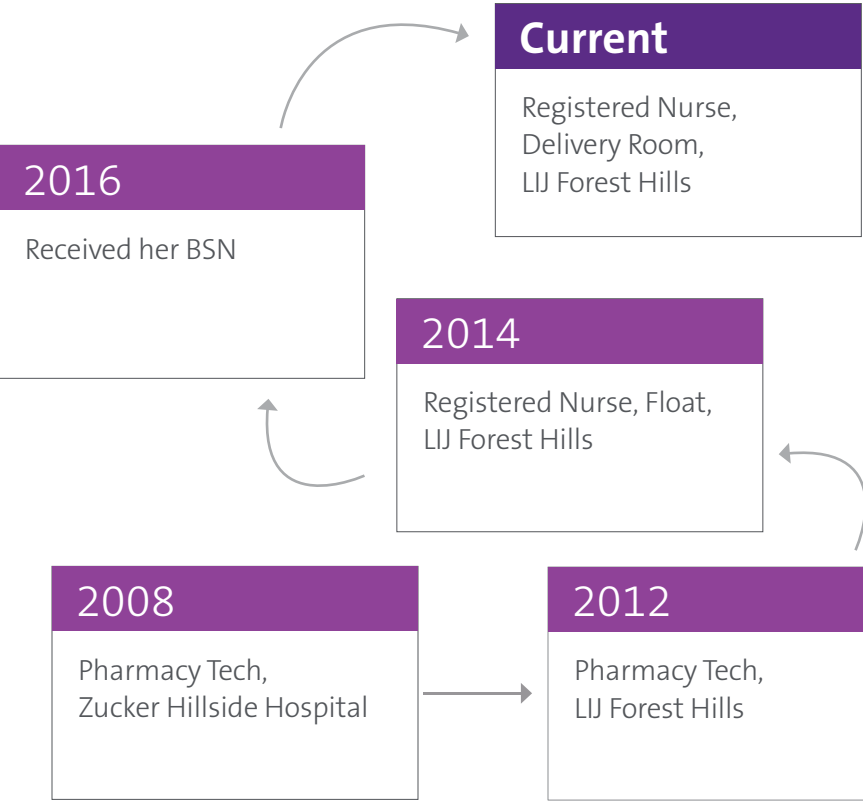 Current
Registered Nurse,
Delivery Room,
LIJ Forest Hills
2016
Received her BSN
2014
Registered Nurse, Float,
LIJ Forest Hills
2008
Pharmacy Tech,
Zucker Hillside Hospital
2012
Pharmacy Tech,
LIJ Forest Hills